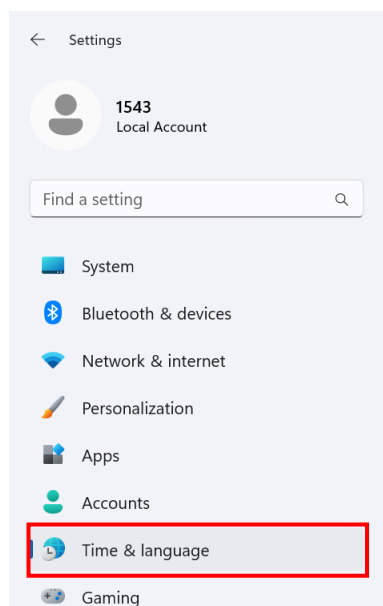 Settings
1543
Local Account
Find a setting
System
Bluetooth & devices
Network & internet
Personalization
Apps
Accounts
Time & language
Gaming